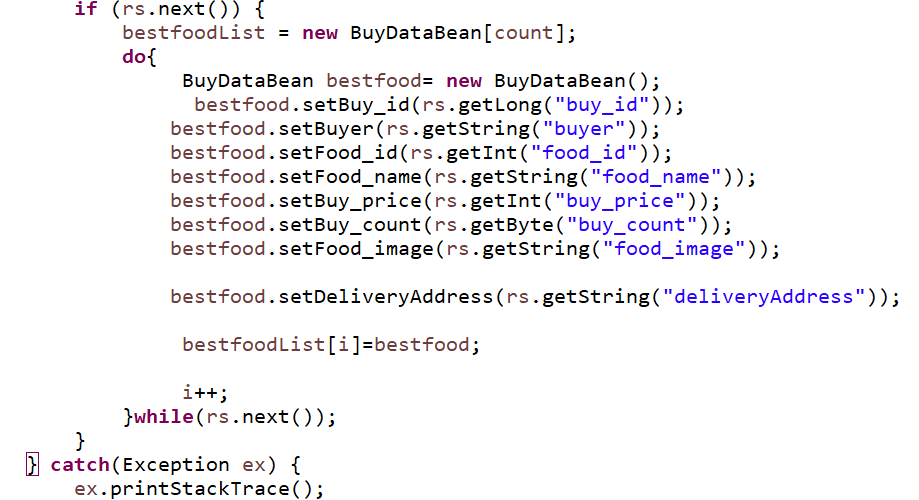 if (rs.next()) {
bestfoodList = new BuyDataBean[count];
do{
BuyDataBean bestfood= new BuyDataBean();
bestfood.setBuy_id(rs.getLong("buy_id"));
bestfood.setBuyer(rs.getString("buyer"));
bestfood.setFood_id(rs.getInt("food_id"));
bestfood.setFood_name(rs.getString("food_name"));
bestfood.setBuy_price(rs.getInt("buy_price"));
bestfood.setBuy_count(rs.getByte("buy_count"));
bestfood.setFood_image(rs.getString("food_image"));
bestfood.setDeliveryAddress(rs.getString("deliveryAddress"));
bestfoodList[i]=bestfood;
i++;
}while(rs.next());
}
} catch(Exception ex) {
ex.printStackTrace();